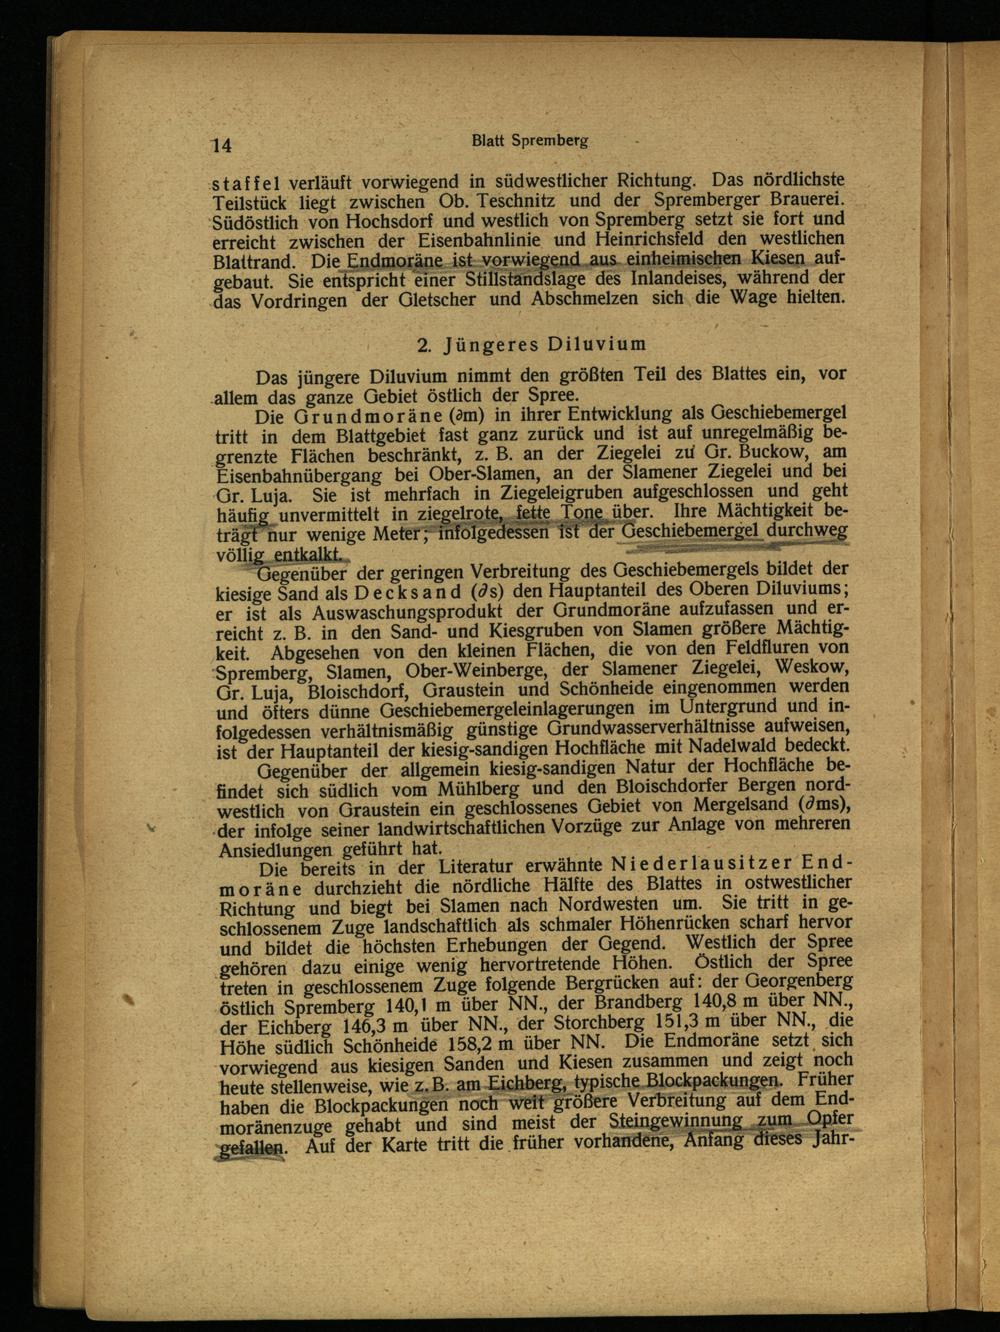 14
Blatt Spremberg
staffel verläuft vorwiegend in südwestlicher Richtung. Das nördlichste
Teilstück liegt zwischen Ob. Teschnitz und der Spremberger Brauerei.
Südöstlich von Hochsdorf und westlich von Spremberg setzt sie fort und
erreicht zwischen der Eisenbahnlinie und Heinrichsfeld den westlichen
Blattrand. Die Endmoräne ist vorwiegend aus einheimischen Kiesen auf-
gebaut. Sie entspricht einer Stillstandslage des Inlandeises, während der
das Vordringen der Gletscher und Abschmelzen sich die Wage hielten.
2. Jüngeres Diluvium
Das jüngere Diluvium nimmt den größten Teil des Blattes ein, vor
allem das ganze Gebiet östlich der Spree.
Die Grundmoräne (∂m) in ihrer Entwicklung als Geschiebemergel
tritt in dem Blattgebiet fast ganz zurück und ist auf unregelmäßig be-
grenzte Flächen beschränkt, z. B. an der Ziegelei zu Gr. Buckow, am
Eisenbahnübergang bei Ober-Slamen, an der Slamener Ziegelei und bei
Gr. Luja. Sie ist mehrfach in Ziegeleigruben aufgeschlossen und geht
häufig unvermittelt in ziegelrote, fette Tone über. Ihre Mächtigkeit be-
trägt nur wenige Meter; infolgedessen ist der Geschiebemergel durchweg
völlig entkalkt.
Gegenüber der geringen Verbreitung des Geschiebemergels bildet der
kiesige Sand als Decksand (∂s) den Hauptanteil des Oberen Diluviums;
er ist als Auswaschungsprodukt der Grundmoräne aufzufassen und er-
reicht z. B. in den Sand- und Kiesgruben von Slamen größere Mächtig-
keit. Abgesehen von den kleinen Flächen, die von den Feldfluren von
Spremberg, Slamen, Ober-Weinberge, der Slamener Ziegelei, Weskow,
Gr. Luja, Bloischdorf, Graustein und Schönheide eingenommen werden
und öfters dünne Geschiebemergeleinlagerungen im Untergrund und in-
folgedessen verhältnismäßig günstige Grundwasserverhältnisse aufweisen,
ist der Hauptanteil der kiesig-sandigen Hochfläche mit Nadelwald bedeckt.
Gegenüber der allgemein kiesig-sandigen Natur der Hochfläche be-
findet sich südlich vom Mühlberg und den Bloischdorfer Bergen nord-
westlich von Graustein ein geschlossenes Gebiet von Mergelsand (∂ms),
der infolge seiner landwirtschaftlichen Vorzüge zur Anlage von mehreren
Ansiedlungen geführt hat.
Die bereits in der Literatur erwähnte Niederlausitzer End-
moräne durchzieht die nördliche Hälfte des Blattes in ostwestlicher
Richtung und biegt bei Slamen nach Nordwesten um. Sie tritt in ge-
schlossenem Zuge landschaftlich als schmaler Höhenrücken scharf hervor
und bildet die höchsten Erhebungen der Gegend. Westlich der Spree
gehören dazu einige wenig hervortretende Höhen. Östlich der Spree
treten in geschlossenem Zuge folgende Bergrücken auf: der Georgenberg
östlich Spremberg 140,1 m über NN., der Brandberg 140,8 m über NN.,
der Eichberg 146,3 m über NN., der Storchberg 151,3 m über NN., die
Höhe südlich Schönheide 158,2 m über NN. Die Endmoräne setzt sich
vorwiegend aus kiesigen Sanden und Kiesen zusammen und zeigt noch
heute stellenweise, wie z. B. am Eichberg, typische Blockpackungen. Früher
haben die Blockpackungen noch weit größere Verbreitung auf dem End-
moränenzuge gehabt und sind meist der Steingewinnung zum Opfer
gefallen. Auf der Karte tritt die früher vorhandene, Anfang dieses Jahr-